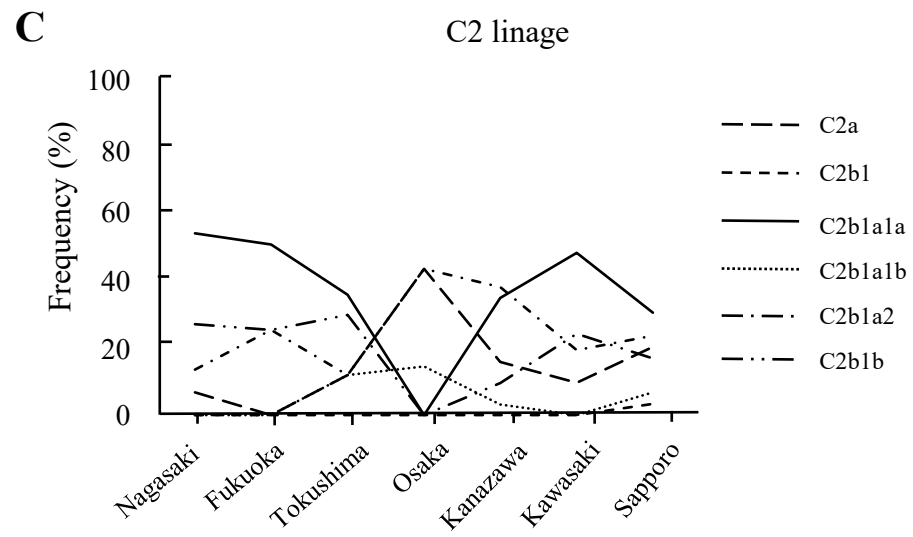 C
C2 linage
Frequency (%)
100
80
60
40
20
0
Nagasaki
Fukuoka
Tokushima
Osaka
Kanazawa
Kawasaki
Sapporo
C2a
C2b1
C2b1a1a
C2b1a1b
C2b1a2
C2b1b